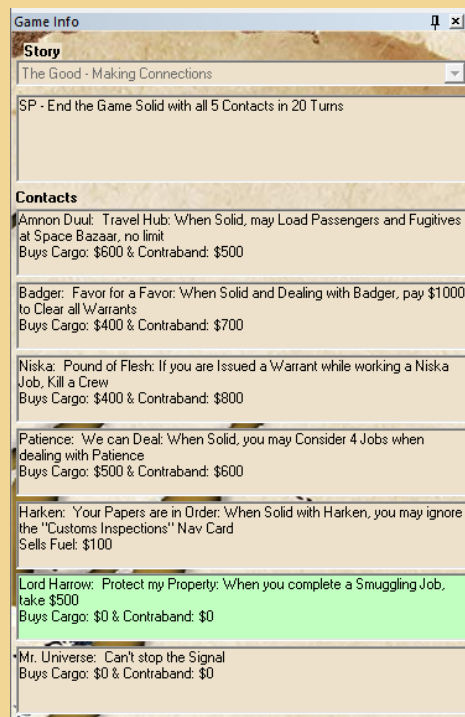 Game Info
Story
The Good - Making Connections
SP - End the Game Solid with all 5 Contacts in 20 Turns
Contacts
Amnon Duul:  Travel Hub: When Solid, may Load Passengers and Fugitives
at Space Bazaar, no limit
Buys Cargo: $600 & Contraband: $500
Badger:  Favor for a Favor: When Solid and Dealing with Badger, pay $1000
to Clear all Warrants
Buys Cargo: $400 & Contraband: $700
Niska:  Pound of Flesh: If you are Issued a Warrant while working a Niska
Job, Kill a Crew
Buys Cargo: $400 & Contraband: $800
Patience:  We can Deal: When Solid, you may Consider 4 Jobs when
dealing with Patience
Buys Cargo: $500 & Contraband: $600
Harken:  Your Papers are in Order: When Solid with Harken, you may ignore
the "Customs Inspections" Nav Card
Sells Fuel: $100
Lord Harrow:  Protect my Property: When you complete a Smuggling Job,
take $500
Buys Cargo: $0 & Contraband: $0
Mr. Universe:  Can't stop the Signal
Buys Cargo: $0 & Contraband: $0